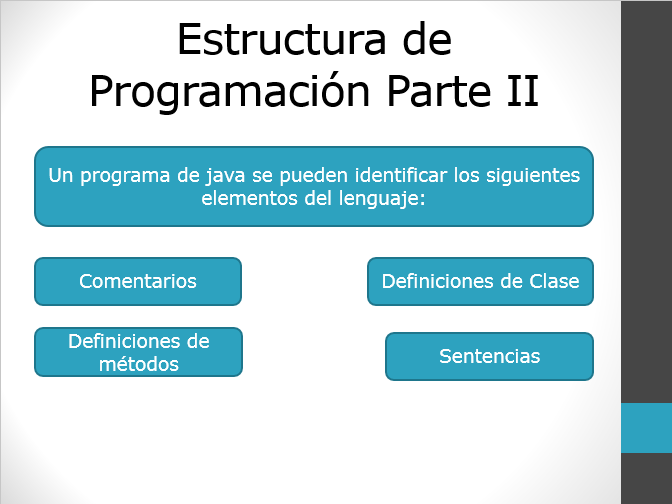 Estructura de
Programación Parte II
Un programa de java se pueden identificar los siguientes
elementos del lenguaje:
Comentarios
Definiciones de Clase
Definiciones de
métodos
Sentencias